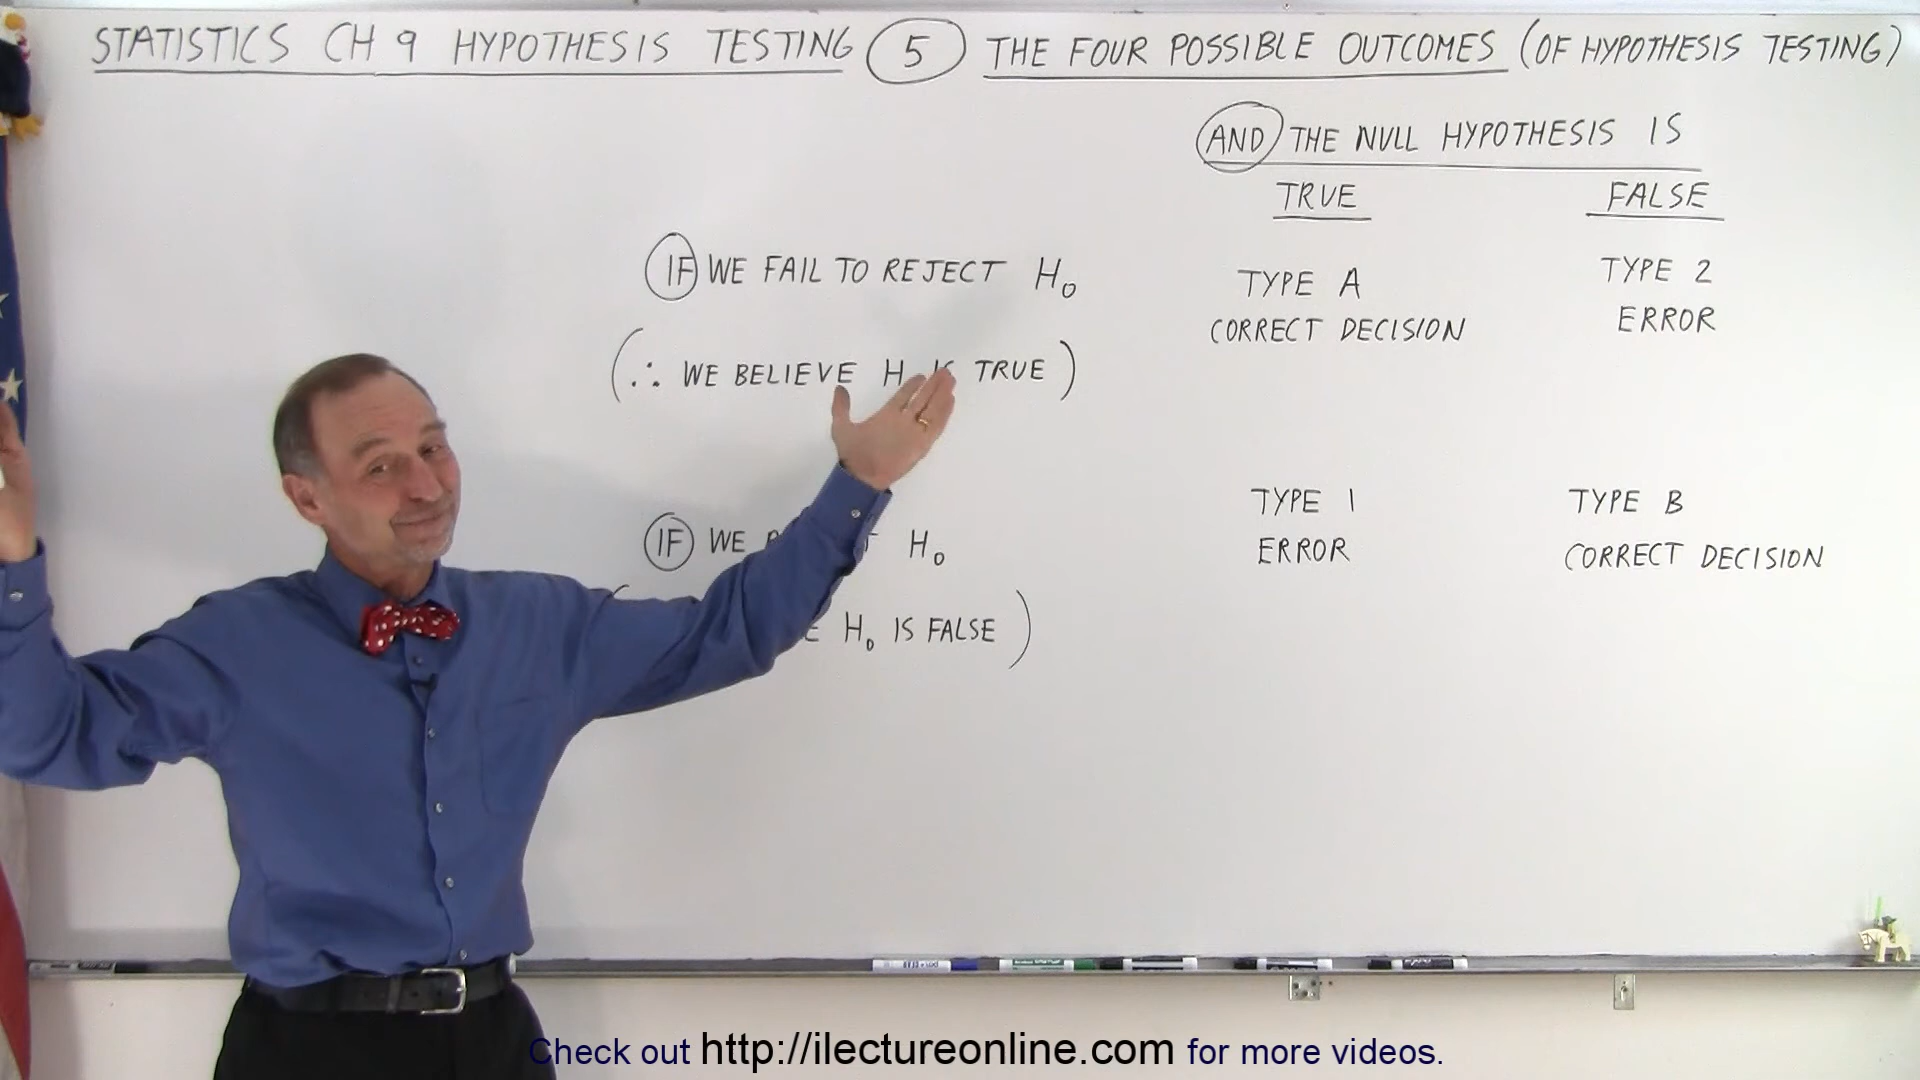 STATISTICS CH 9 HYPOTHESIS TESTING 5 THE FOUR POSSIBLE OUTCOMES (OF HYPOTHESIS TESTING)
AND THE NULL HYPOTHESIS IS
TRUE FALSE
IF WE FAIL TO REJECT H₀
TYPE A
CORRECT DECISION
TYPE 2
ERROR
(∴ WE BELIEVE H IS TRUE)
IF WE H₀
TYPE 1
ERROR
TYPE B
CORRECT DECISION
H₀ IS FALSE)
Check out http://ilectureonline.com for more videos.